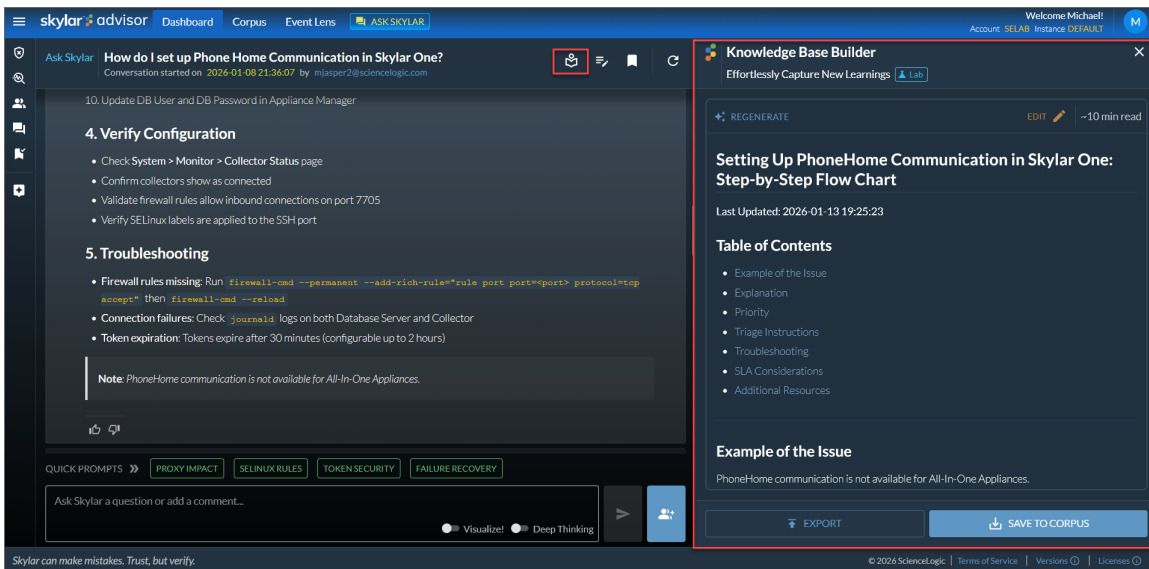 skylar advisor Dashboard Corpus Event Lens ASK SKYLAR
Welcome Michael!
Account SELAB Instance DEFAULT
M
Ask Skylar How do I set up Phone Home Communication in Skylar One?
Conversation started on 2026-01-08 21:36:07 by mjasper2@sciencelogic.com
10. Update DB User and DB Password in Appliance Manager
4. Verify Configuration
• Check System > Monitor > Collector Status page
• Confirm collectors show as connected
• Validate firewall rules allow inbound connections on port 7705
• Verify SELinux labels are applied to the SSH port
5. Troubleshooting
• Firewall rules missing: Run firewall-cmd --permanent --add-rich-rule="rule port port=<port> protocol=tcp
accept" then firewall-cmd --reload
• Connection failures: Check journald logs on both Database Server and Collector
• Token expiration: Tokens expire after 30 minutes (configurable up to 2 hours)
Note: PhoneHome communication is not available for All-In-One Appliances.
QUICK PROMPTS PROXY IMPACT SELINUX RULES TOKEN SECURITY FAILURE RECOVERY
Ask Skylar a question or add a comment...
Visualize! Deep Thinking
Knowledge Base Builder
Effortlessly Capture New Learnings Lab
REGENERATE EDIT ~10 min read
Setting Up PhoneHome Communication in Skylar One:
Step-by-Step Flow Chart
Last Updated: 2026-01-13 19:25:23
Table of Contents
• Example of the Issue
• Explanation
• Priority
• Triage Instructions
• Troubleshooting
• SLA Considerations
• Additional Resources
Example of the Issue
PhoneHome communication is not available for All-In-One Appliances.
EXPORT SAVE TO CORPUS
Skylar can make mistakes. Trust, but verify.
© 2026 ScienceLogic | Terms of Service | Versions | Licenses